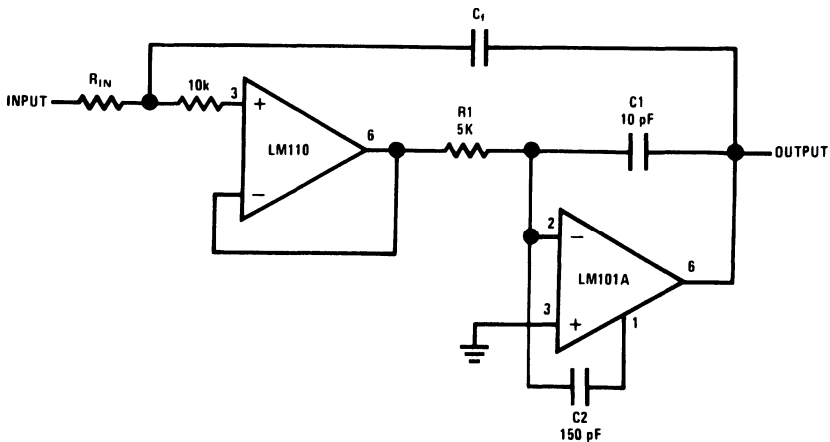 Cf
RIN
10k
INPUT
3
+
LM110
−
6
R1
5K
C1
10 pF
OUTPUT
2
−
LM101A
6
3
+
1
C2
150 pF